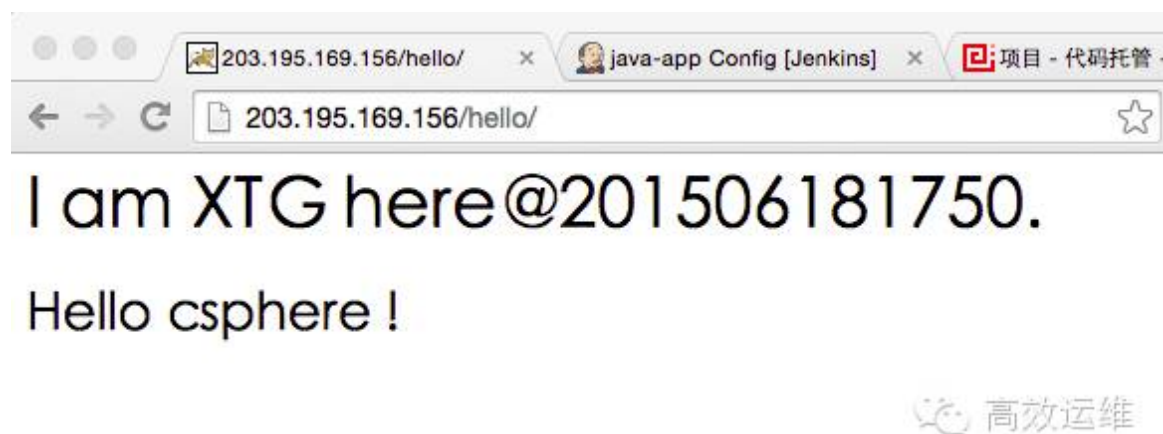 203.195.169.156/hello/
java-app Config [Jenkins]
项目 - 代码托管 -
203.195.169.156/hello/
I am XTG here@201506181750.
Hello csphere !
高效运维